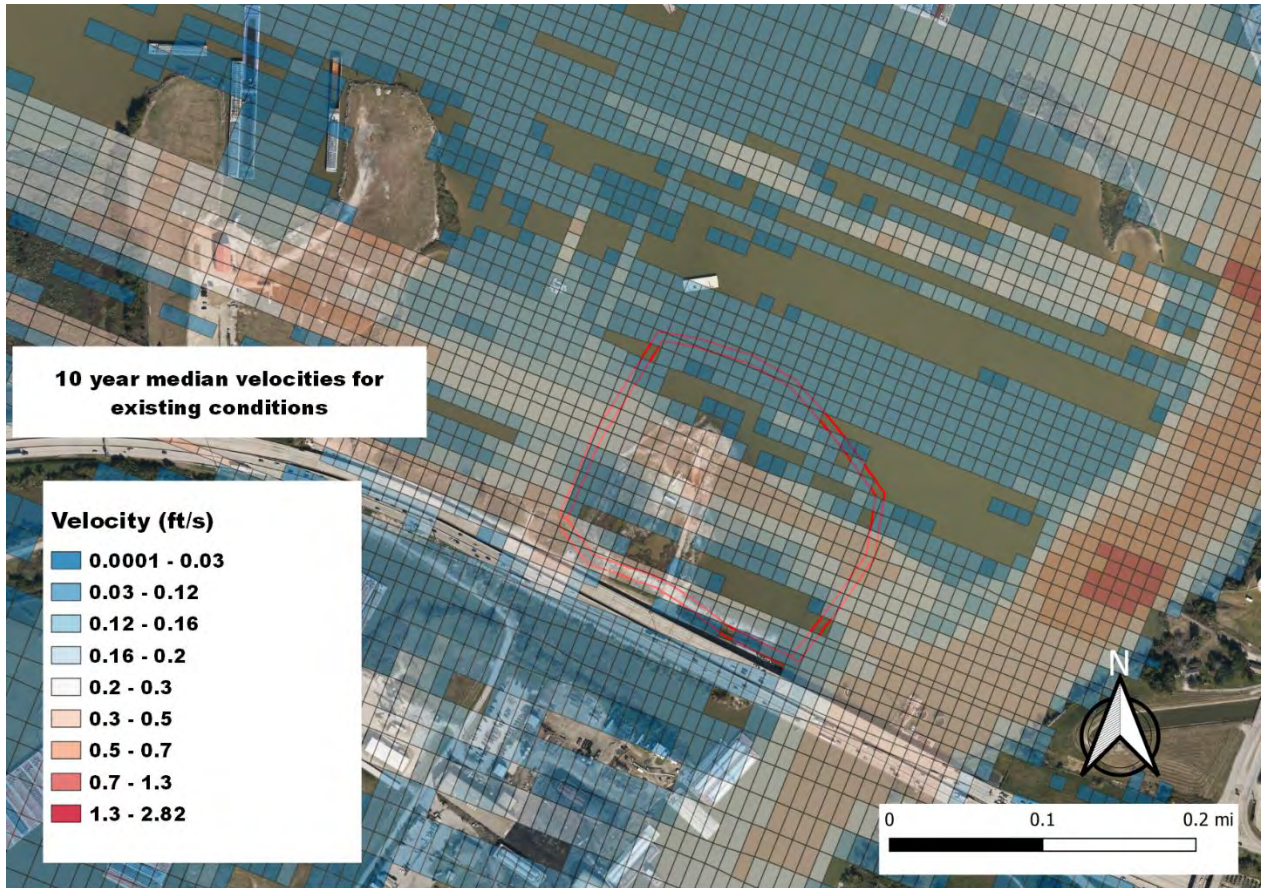 10 year median velocities for
existing conditions
Velocity (ft/s)
0.0001 - 0.03
0.03 - 0.12
0.12 - 0.16
0.16 - 0.2
0.2 - 0.3
0.3 - 0.5
0.5 - 0.7
0.7 - 1.3
1.3 - 2.82
N
0 0.1 0.2 mi